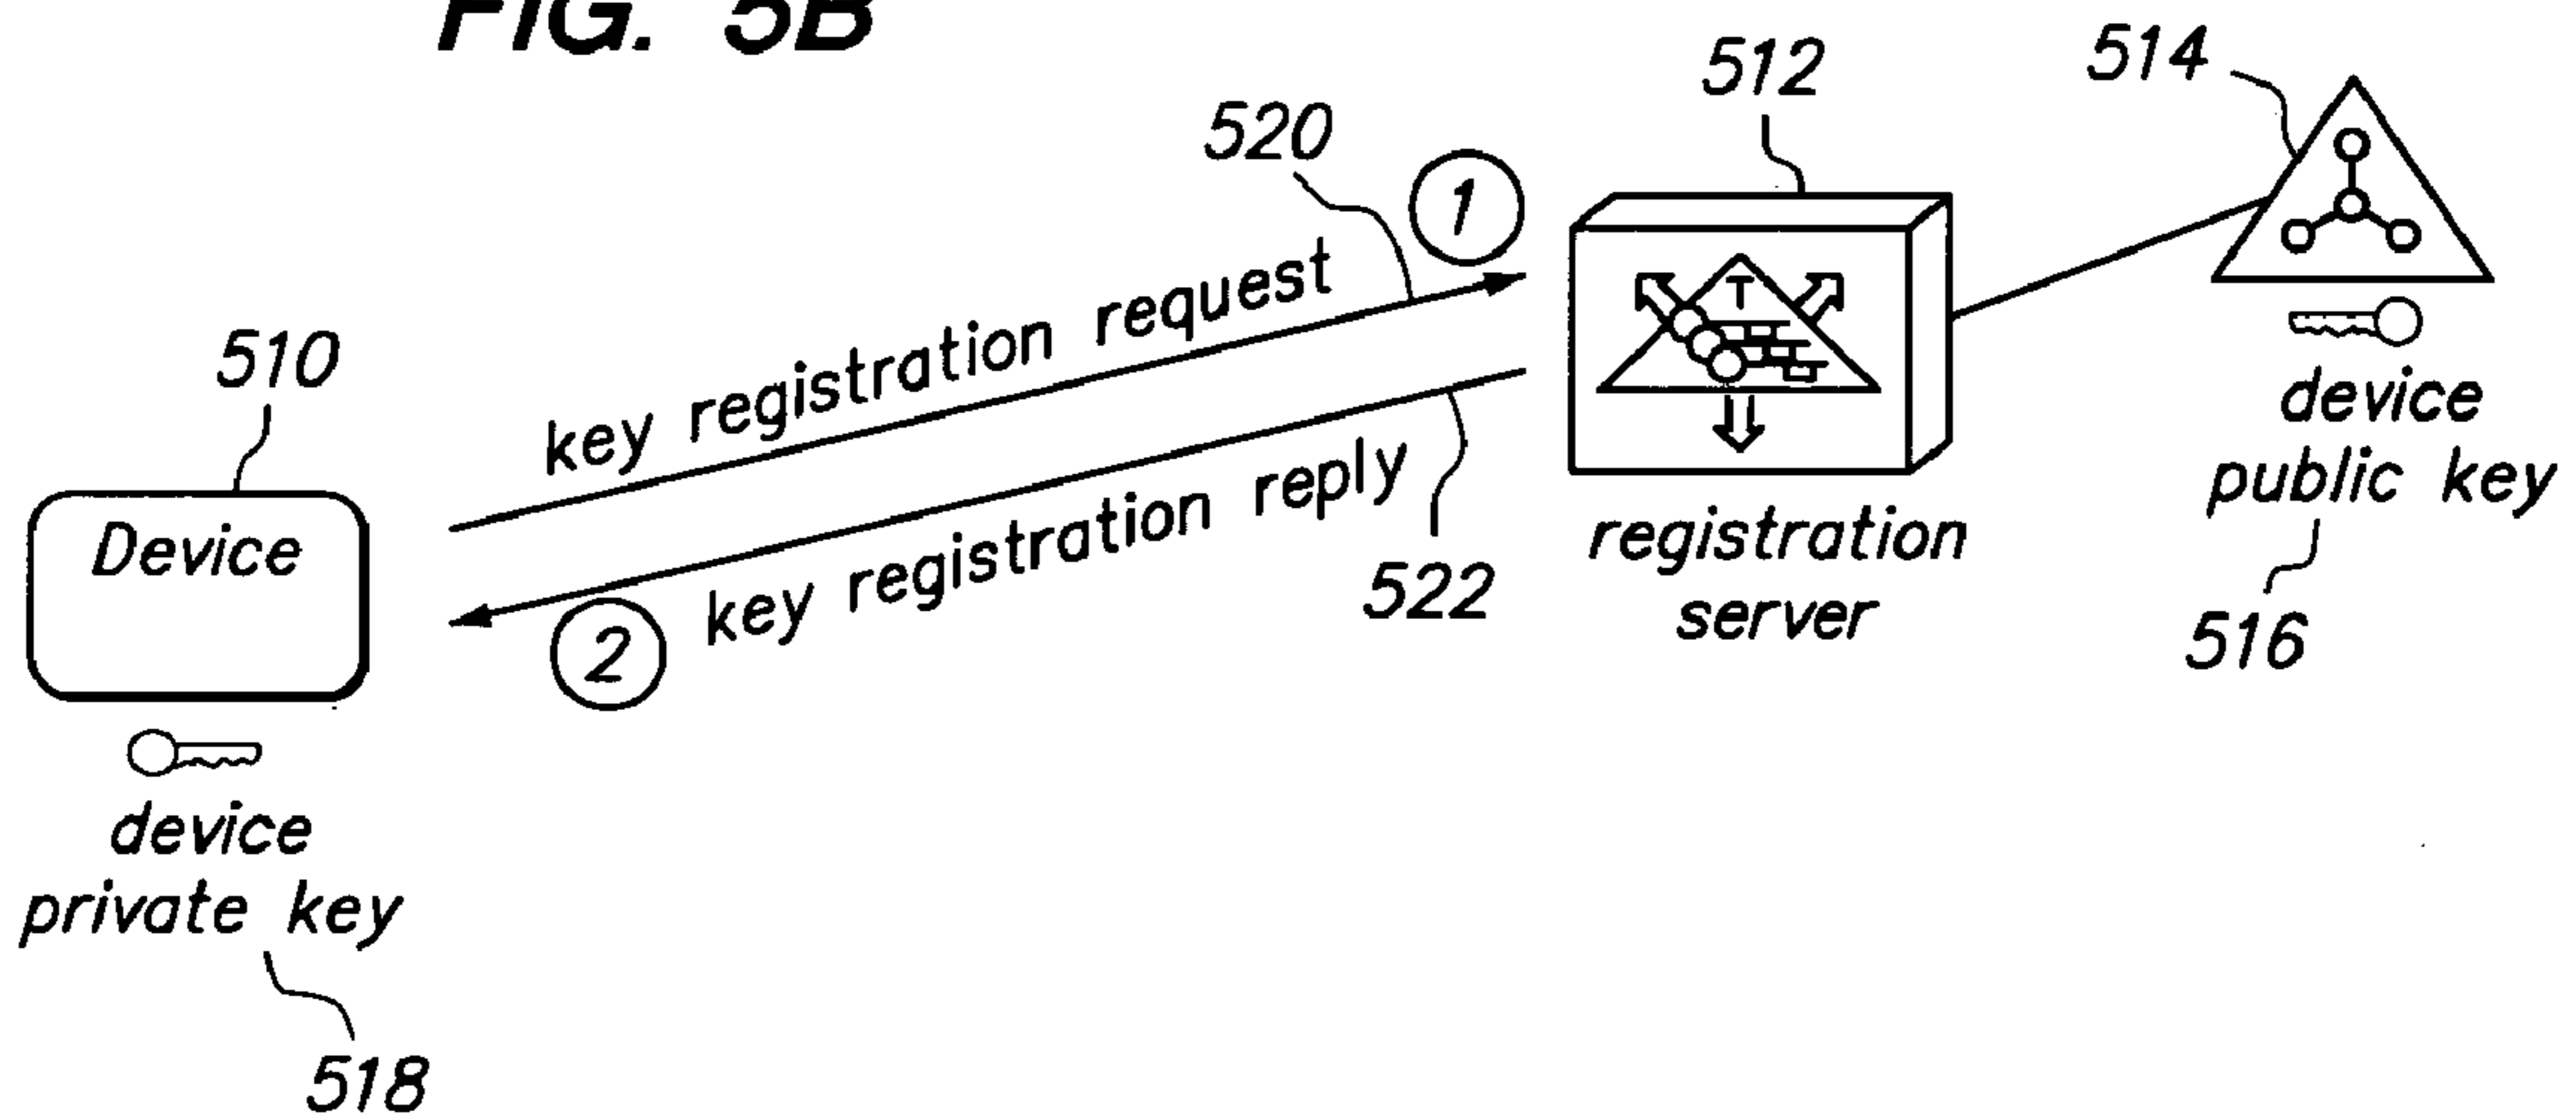 FIG. 5B
512
514
520
1
key registration request
T
510
Device
device
public key
516
key registration reply
2
522
registration
server
device
private key
518